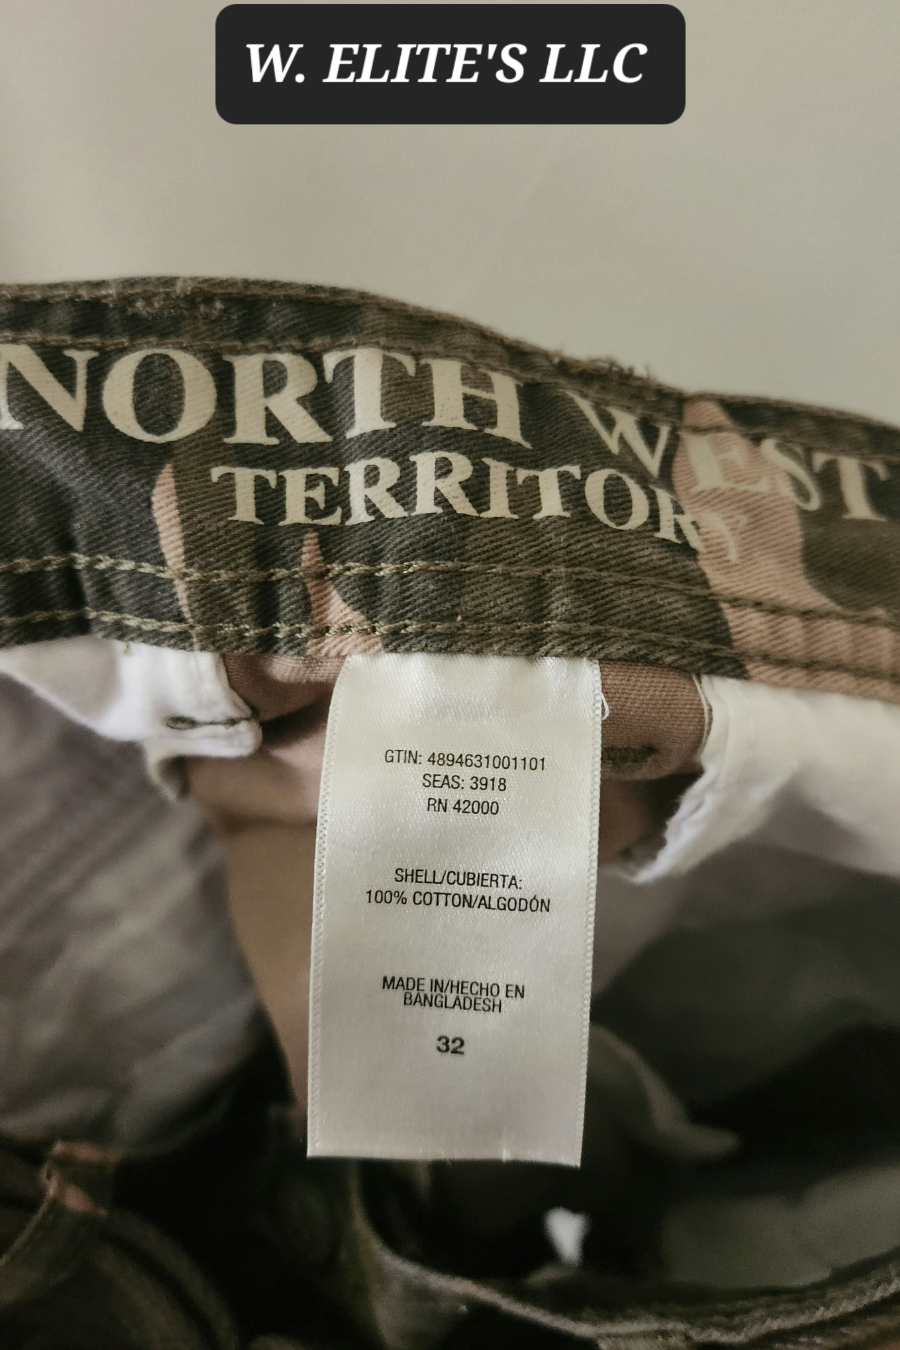 W. ELITE'S LLC
NORTH WEST
TERRITORY
GTIN: 4894631001101
SEAS: 3918
RN 42000
SHELL/CUBIERTA:
100% COTTON/ALGODÓN
MADE IN/HECHO EN
BANGLADESH
32